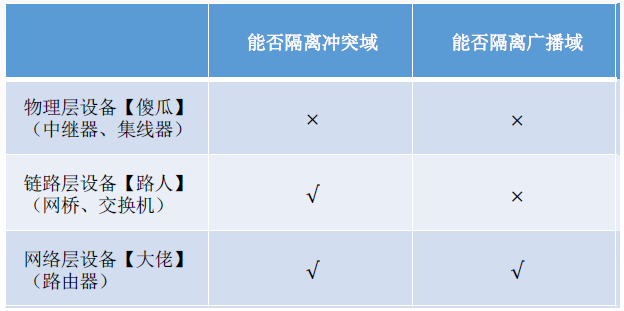 能否隔离冲突域
能否隔离广播域
物理层设备【傻瓜】
（中继器、集线器）
×
×
链路层设备【路人】
（网桥、交换机）
√
×
网络层设备【大佬】
（路由器）
√
√